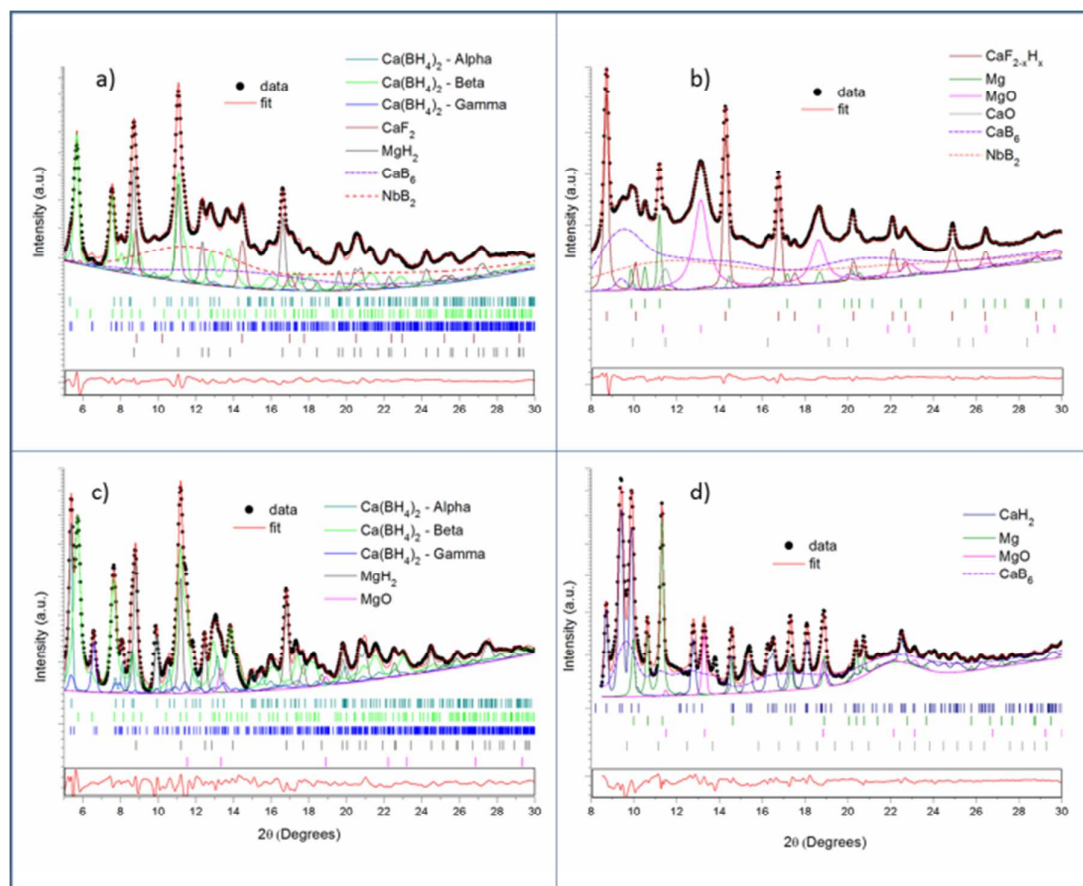 a)
data
fit
Ca(BH4)2 - Alpha
Ca(BH4)2 - Beta
Ca(BH4)2 - Gamma
CaF2
MgH2
CaB6
NbB2
Intensity (a.u.)
6 8 10 12 14 16 18 20 22 24 26 28 30
b)
data
fit
CaF2-xHx
Mg
MgO
CaO
CaB6
NbB2
Intensity (a.u.)
8 10 12 14 16 18 20 22 24 26 28 30
c)
data
fit
Ca(BH4)2 - Alpha
Ca(BH4)2 - Beta
Ca(BH4)2 - Gamma
MgH2
MgO
Intensity (a.u.)
6 8 10 12 14 16 18 20 22 24 26 28 30
2θ (Degrees)
d)
data
fit
CaH2
Mg
MgO
CaB6
Intensity (a.u.)
8 10 12 14 16 18 20 22 24 26 28 30
2θ (Degrees)